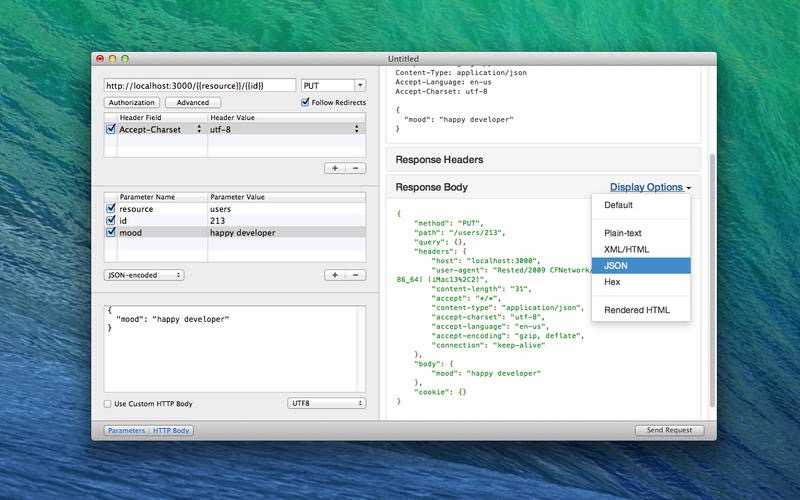 Untitled
http://localhost:3000/{{resource}}/{{id}}
PUT
Authorization
Advanced
Follow Redirects
Header Field
Header Value
Accept-Charset
utf-8
+ −
Parameter Name
Parameter Value
resource
users
id
213
mood
happy developer
JSON-encoded
+ −
{
"mood": "happy developer"
}
Use Custom HTTP Body
UTF8
Parameters
HTTP Body
Content-Type: application/json
Accept-Language: en-us
Accept-Charset: utf-8
{
"mood": "happy developer"
}
Response Headers
Response Body
Display Options
Default
Plain-text
XML/HTML
JSON
Hex
Rendered HTML
{
"method": "PUT",
"path": "/users/213",
"query": {},
"headers": {
"host": "localhost:3000",
"user-agent": "Rested/2009 CFNetwork/
86_64) (iMac13%2C2)",
"content-length": "31",
"accept": "*/*",
"content-type": "application/json",
"accept-charset": "utf-8",
"accept-language": "en-us",
"accept-encoding": "gzip, deflate",
"connection": "keep-alive"
},
"body": {
"mood": "happy developer"
},
"cookie": {}
}
Send Request